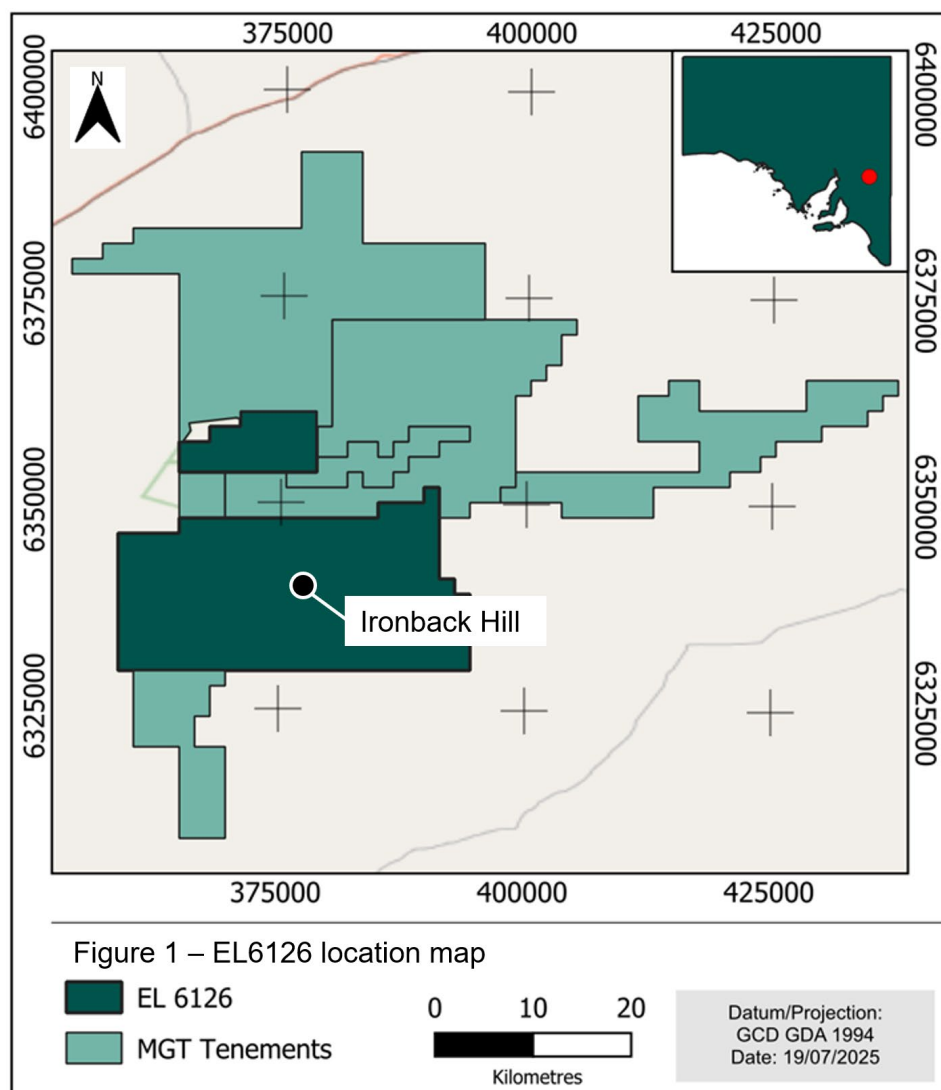 375000 400000 425000
6400000
6400000
N
6375000
6375000
6350000
6350000
Ironback Hill
6325000
6325000
375000 400000 425000
Figure 1 – EL6126 location map
EL 6126
MGT Tenements
0 10 20
Kilometres
Datum/Projection:
GCD GDA 1994
Date: 19/07/2025